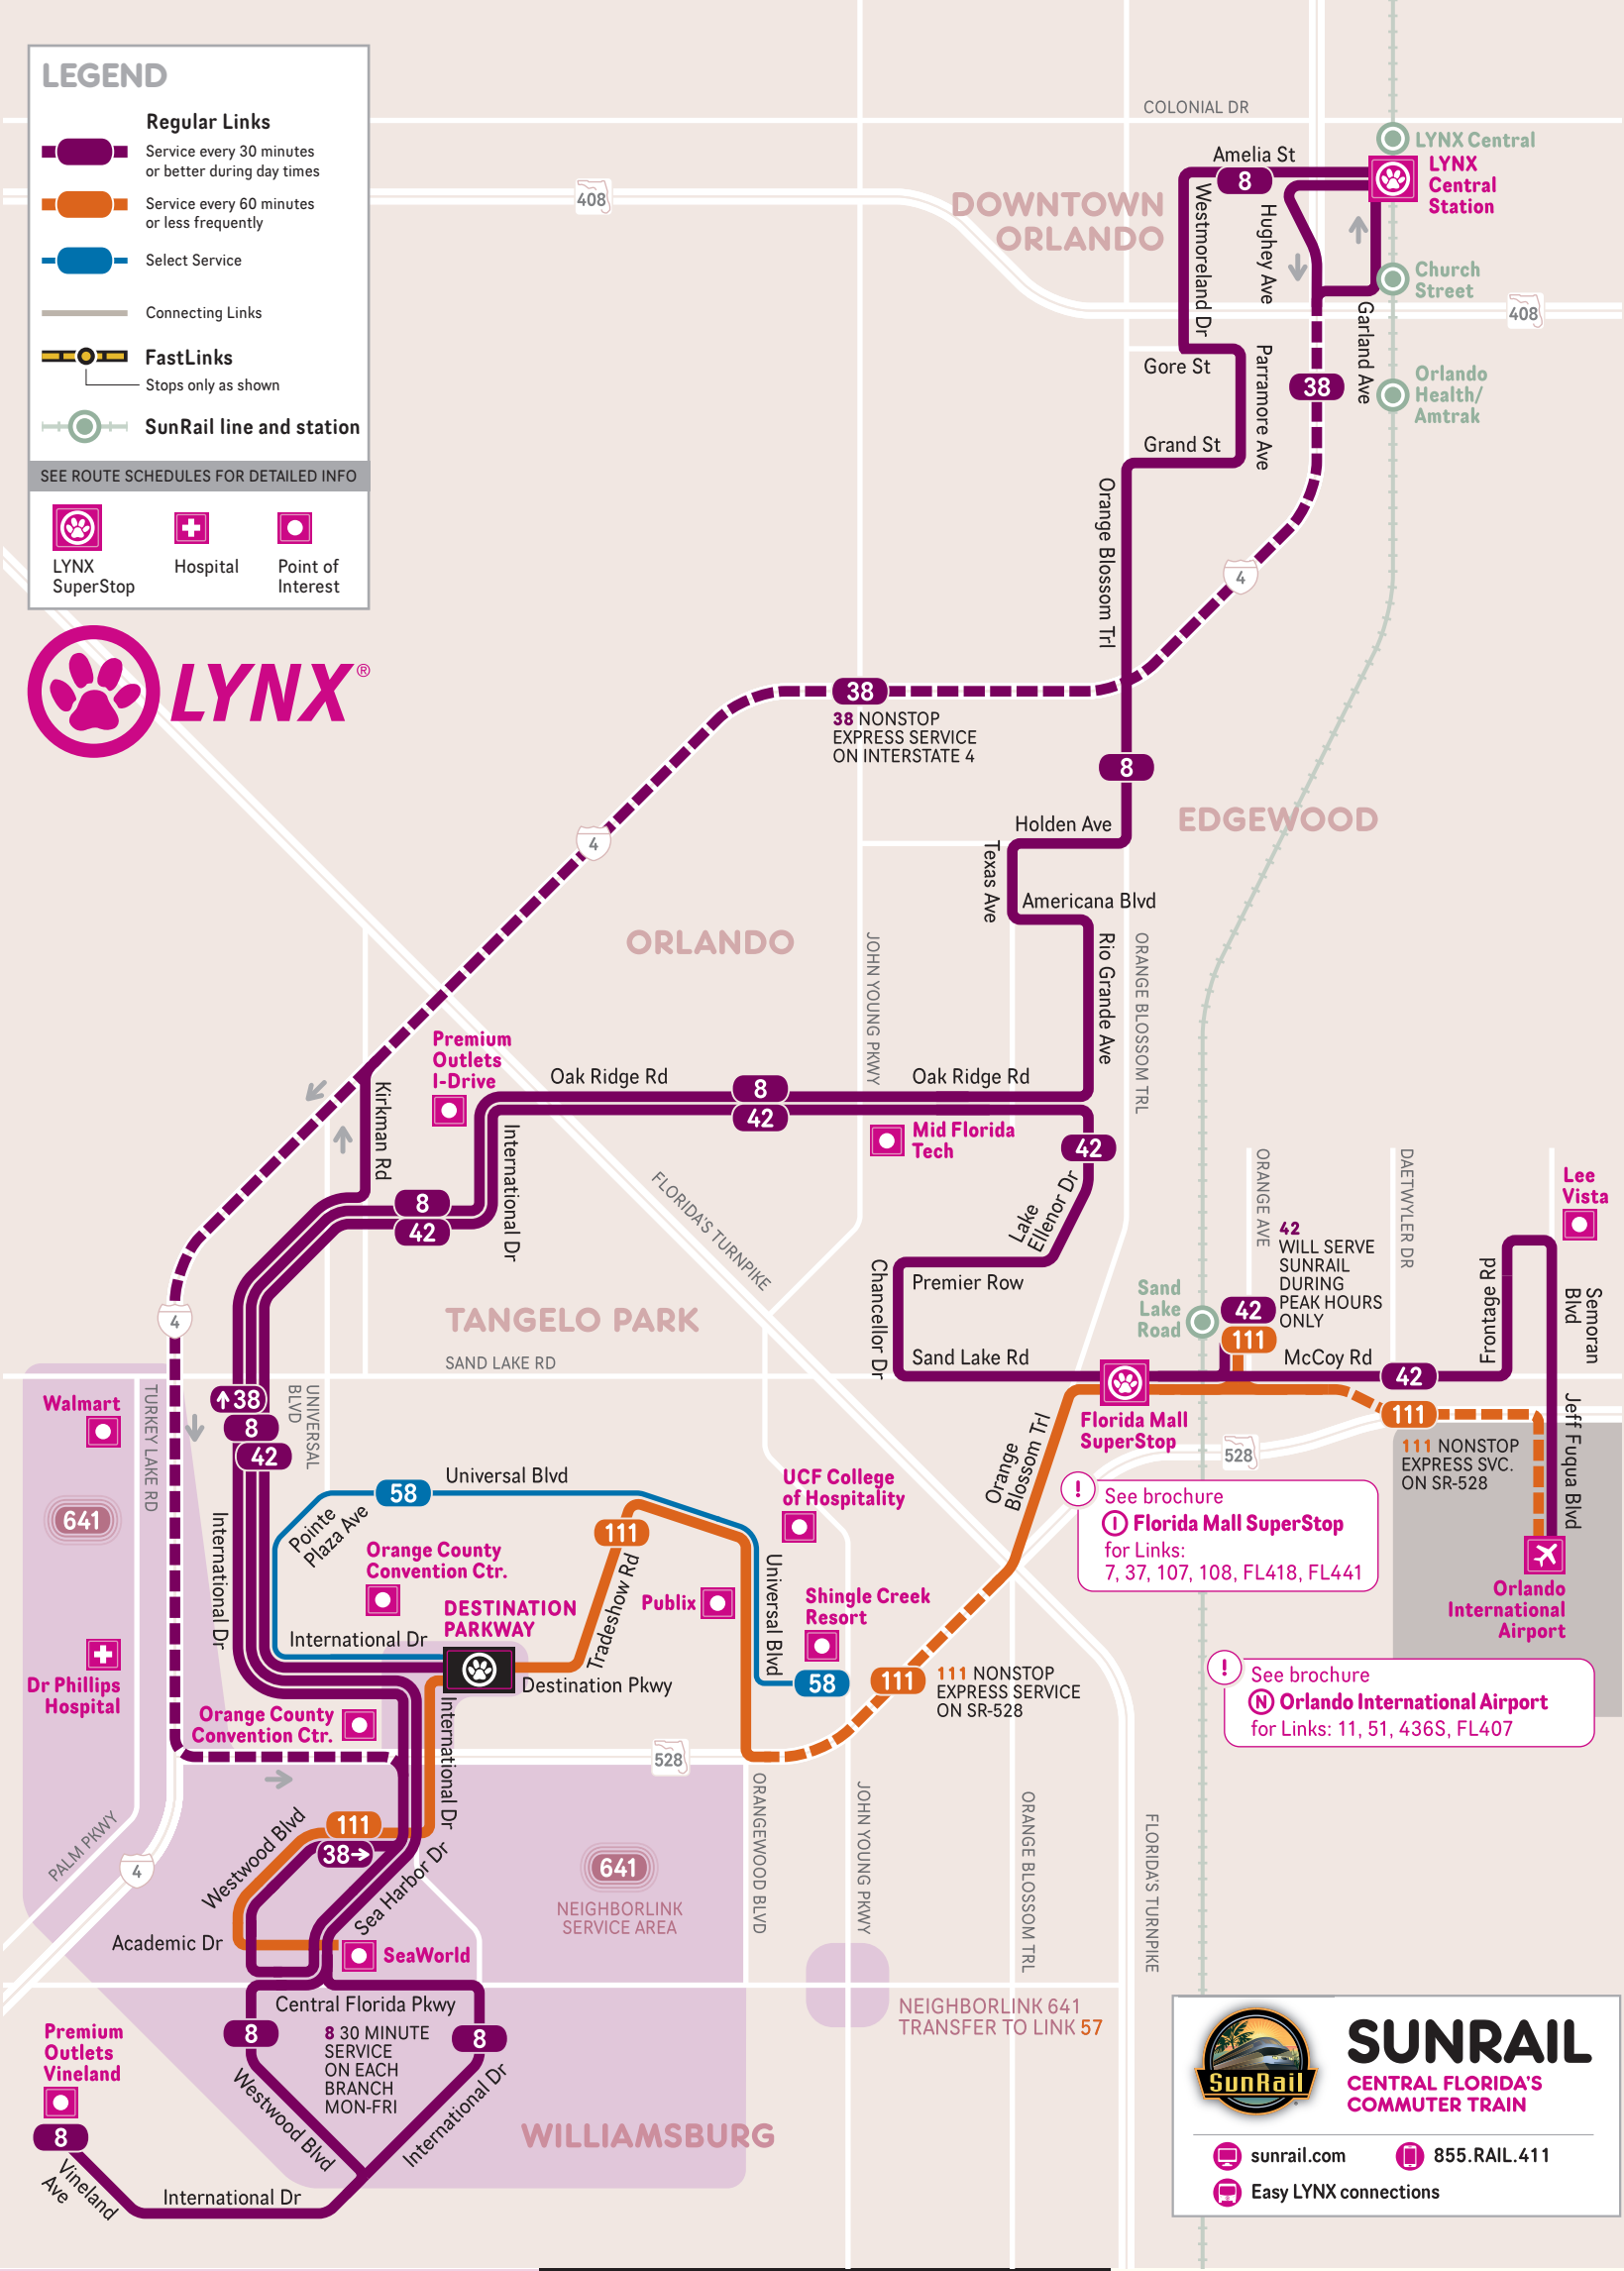 LEGEND
Regular Links
Service every 30 minutes
or better during day times
Service every 60 minutes
or less frequently
Select Service
Connecting Links
FastLinks
Stops only as shown
SunRail line and station
SEE ROUTE SCHEDULES FOR DETAILED INFO
LYNX
SuperStop
Hospital
Point of
Interest
LYNX®
COLONIAL DR
LYNX Central
LYNX
Central
Station
Amelia St
8
408
DOWNTOWN
ORLANDO
Westmoreland Dr
Hughey Ave
Church
Street
408
Garland Ave
Gore St
Parramore Ave
38
Orlando
Health/
Amtrak
Grand St
Orange Blossom Trl
4
38
38 NONSTOP
EXPRESS SERVICE
ON INTERSTATE 4
8
EDGEWOOD
Holden Ave
4
Texas Ave
Americana Blvd
ORLANDO
JOHN YOUNG PKWY
Rio Grande Ave
ORANGE BLOSSOM TRL
Premium
Outlets
I-Drive
Oak Ridge Rd
8
42
Oak Ridge Rd
Kirkman Rd
International Dr
Mid Florida
Tech
42
8
42
FLORIDA'S TURNPIKE
Lake
Ellenor Dr
Premier Row
Chancellor Dr
Sand Lake Rd
ORANGE AVE
42
WILL SERVE
SUNRAIL
DURING
PEAK HOURS
ONLY
DAETWYLER DR
Lee
Vista
Sand
Lake
Road
42
111
McCoy Rd
Frontage Rd
Semoran
Blvd
4
TANGELO PARK
SAND LAKE RD
42
111
111 NONSTOP
EXPRESS SVC.
ON SR-528
Jeff Fuqua Blvd
Florida Mall
SuperStop
528
Orange
Blossom Trl
Walmart
TURKEY LAKE RD
38
8
42
UNIVERSAL
BLVD
641
Universal Blvd
58
Pointe
Plaza Ave
International Dr
Orange County
Convention Ctr.
111
UCF College
of Hospitality
! See brochure
I Florida Mall SuperStop
for Links:
7, 37, 107, 108, FL418, FL441
Orlando
International
Airport
DESTINATION
PARKWAY
Tradeshow Rd
Publix
Universal Blvd
Shingle Creek
Resort
58
International Dr
Destination Pkwy
Dr Phillips
Hospital
111
111 NONSTOP
EXPRESS SERVICE
ON SR-528
! See brochure
N Orlando International Airport
for Links: 11, 51, 436S, FL407
Orange County
Convention Ctr.
International Dr
528
PALM PKWY
4
111
38
Westwood Blvd
Sea Harbor Dr
641
NEIGHBORLINK
SERVICE AREA
ORANGEWOOD BLVD
JOHN YOUNG PKWY
ORANGE BLOSSOM TRL
FLORIDA'S TURNPIKE
Academic Dr
SeaWorld
Central Florida Pkwy
8
8
8 30 MINUTE
SERVICE
ON EACH
BRANCH
MON-FRI
NEIGHBORLINK 641
TRANSFER TO LINK 57
Premium
Outlets
Vineland
8
Vineland
Ave
International Dr
Westwood Blvd
International Dr
WILLIAMSBURG
SunRail
SUNRAIL
CENTRAL FLORIDA'S
COMMUTER TRAIN
sunrail.com
855.RAIL.411
Easy LYNX connections